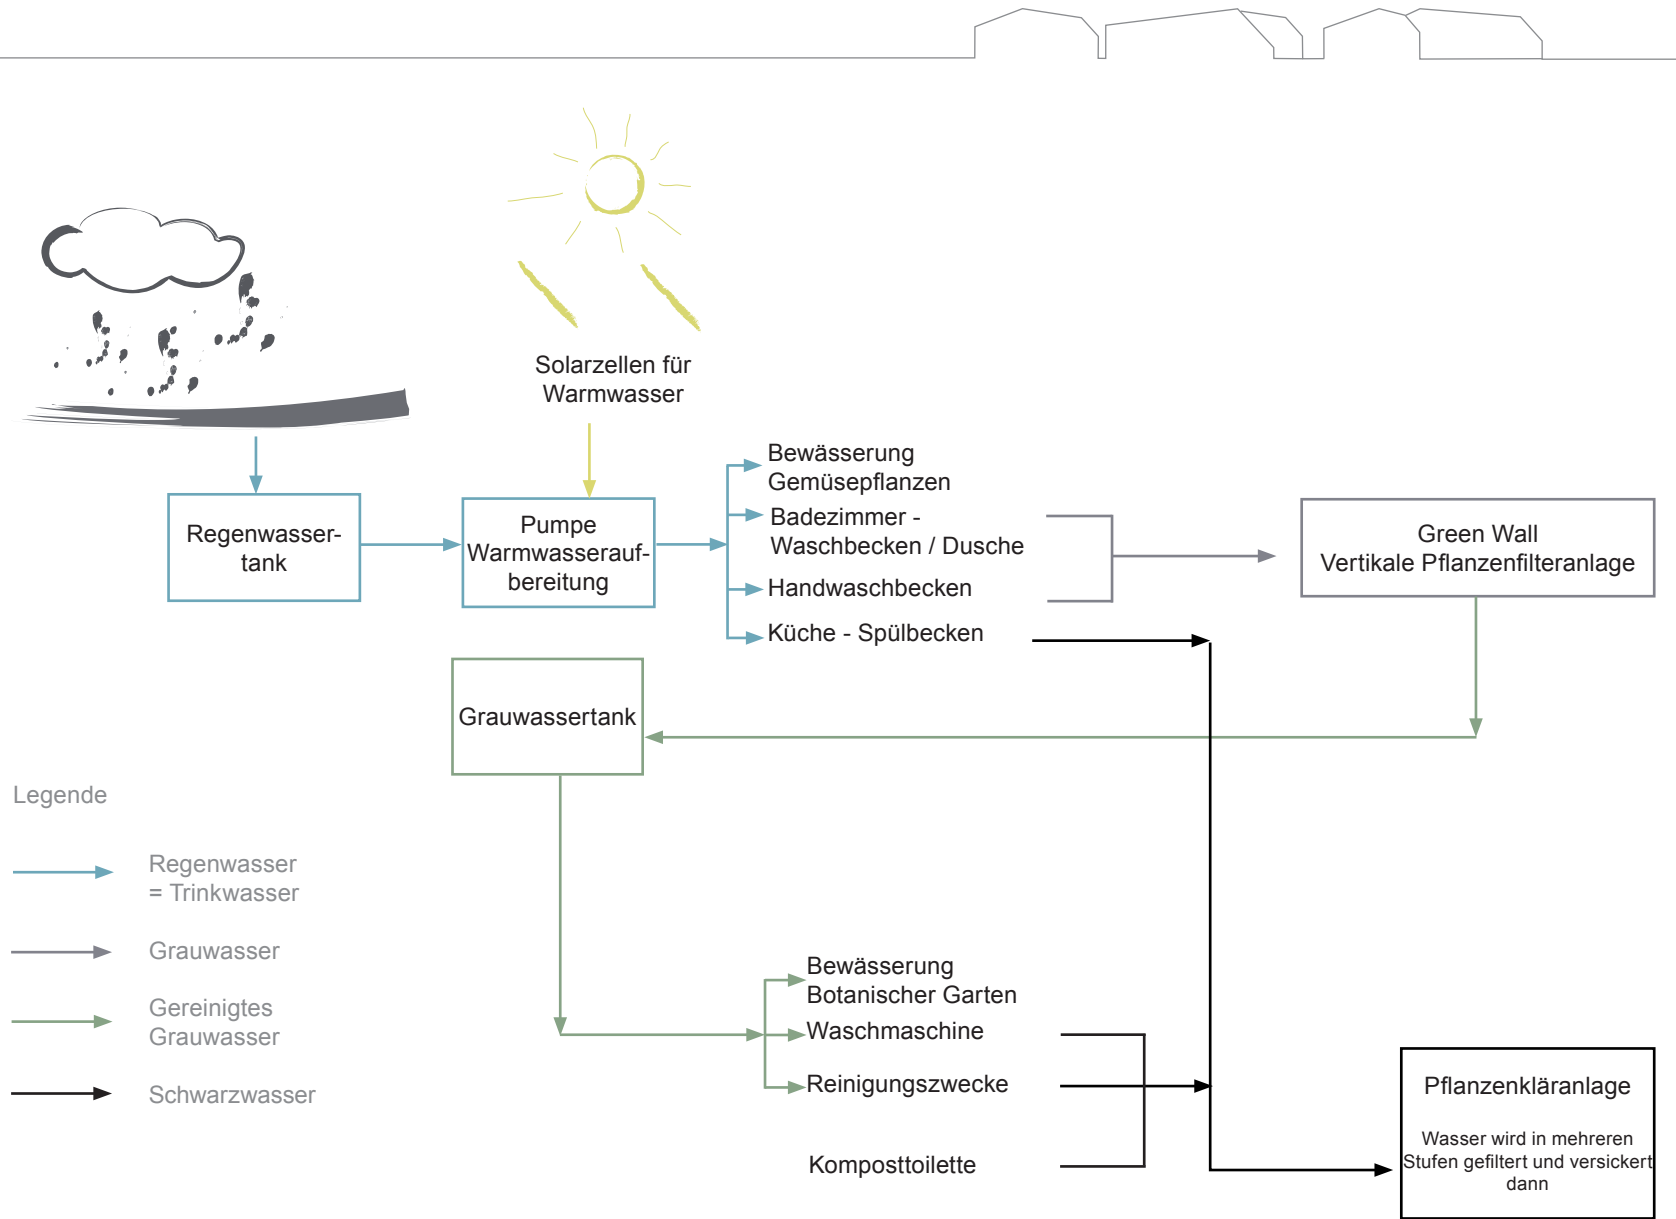 Solarzellen für
Warmwasser
Regenwasser-
tank
Pumpe
Warmwasserauf-
bereitung
Bewässerung
Gemüsepflanzen
Badezimmer -
Waschbecken / Dusche
Handwaschbecken
Küche - Spülbecken
Green Wall
Vertikale Pflanzenfilteranlage
Grauwassertank
Legende
Regenwasser
= Trinkwasser
Grauwasser
Gereinigtes
Grauwasser
Schwarzwasser
Bewässerung
Botanischer Garten
Waschmaschine
Reinigungszwecke
Komposttoilette
Pflanzenkläranlage
Wasser wird in mehreren
Stufen gefiltert und versickert
dann